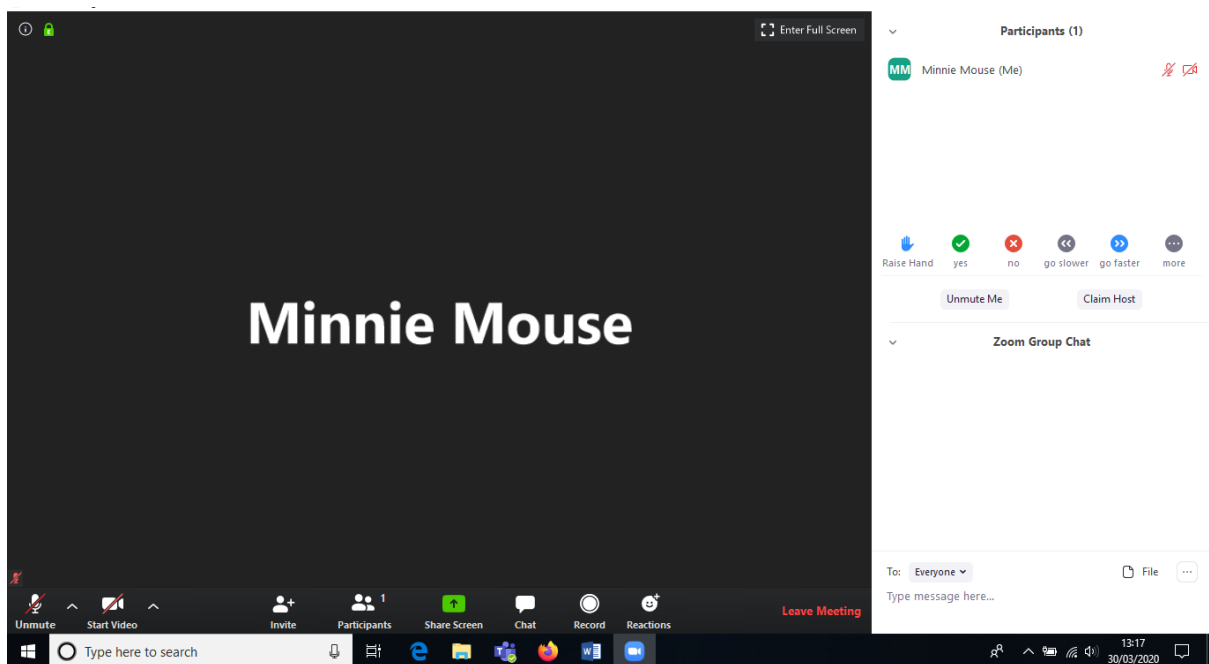 Enter Full Screen
Participants (1)
MM Minnie Mouse (Me)
Raise Hand yes no go slower go faster more
Unmute Me Claim Host
Minnie Mouse
Zoom Group Chat
To: Everyone File ...
Type message here...
1
Unmute Start Video Invite Participants Share Screen Chat Record Reactions Leave Meeting
Type here to search
13:17
30/03/2020